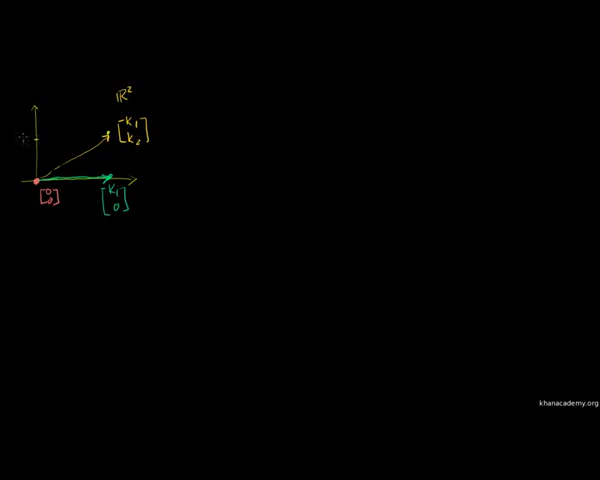 ℝ²
[k₁
k₂]
[0
0]
[k₁
0]
khanacademy.org